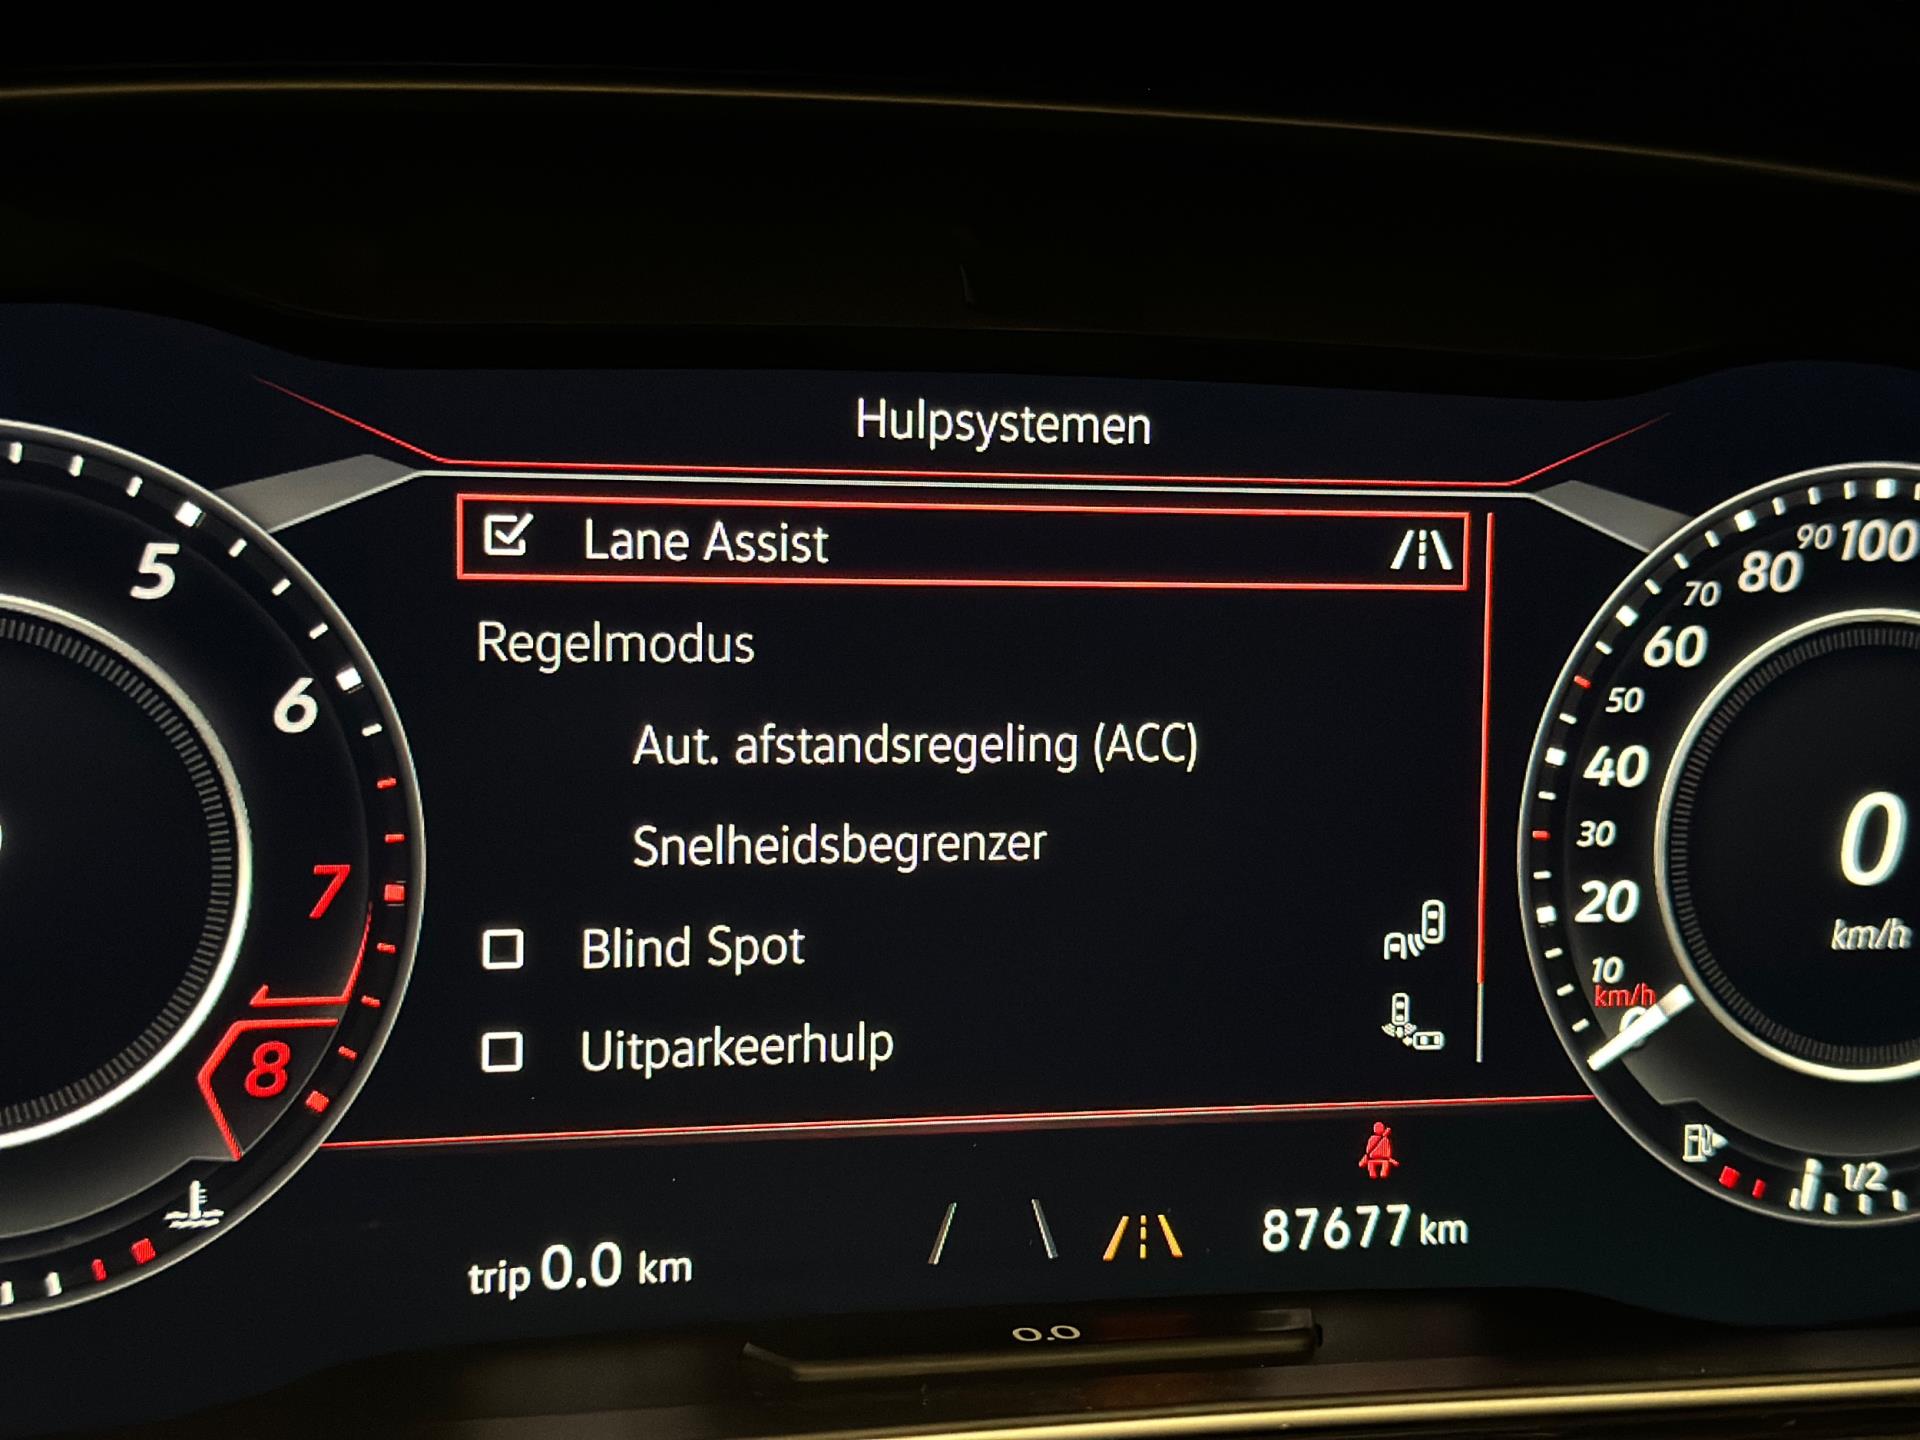 Hulpsystemen
Lane Assist
Regelmodus
Aut. afstandsregeling (ACC)
Snelheidsbegrenzer
Blind Spot
Uitparkeerhulp
5
6
7
8
100
90
80
70
60
50
40
30
20
10
km/h
0
km/h
1/2
trip 0.0 km
87677 km
0.0